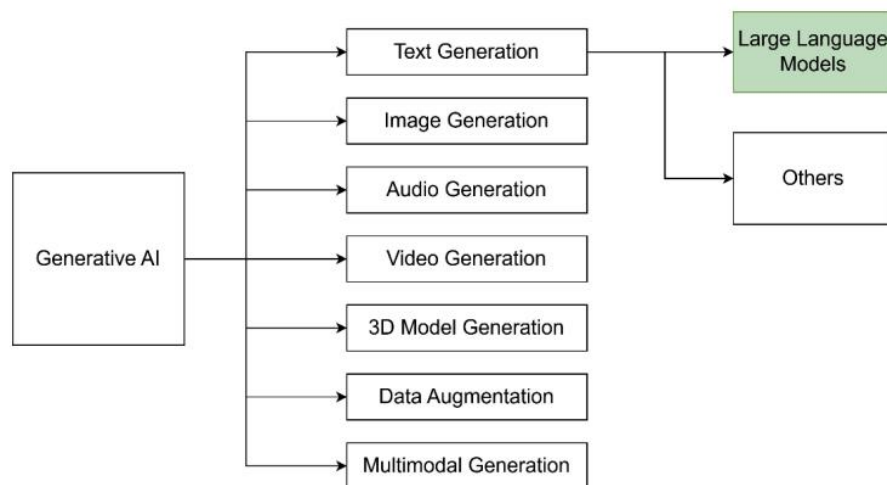 Generative AI
Text Generation
Image Generation
Audio Generation
Video Generation
3D Model Generation
Data Augmentation
Multimodal Generation
Large Language
Models
Others